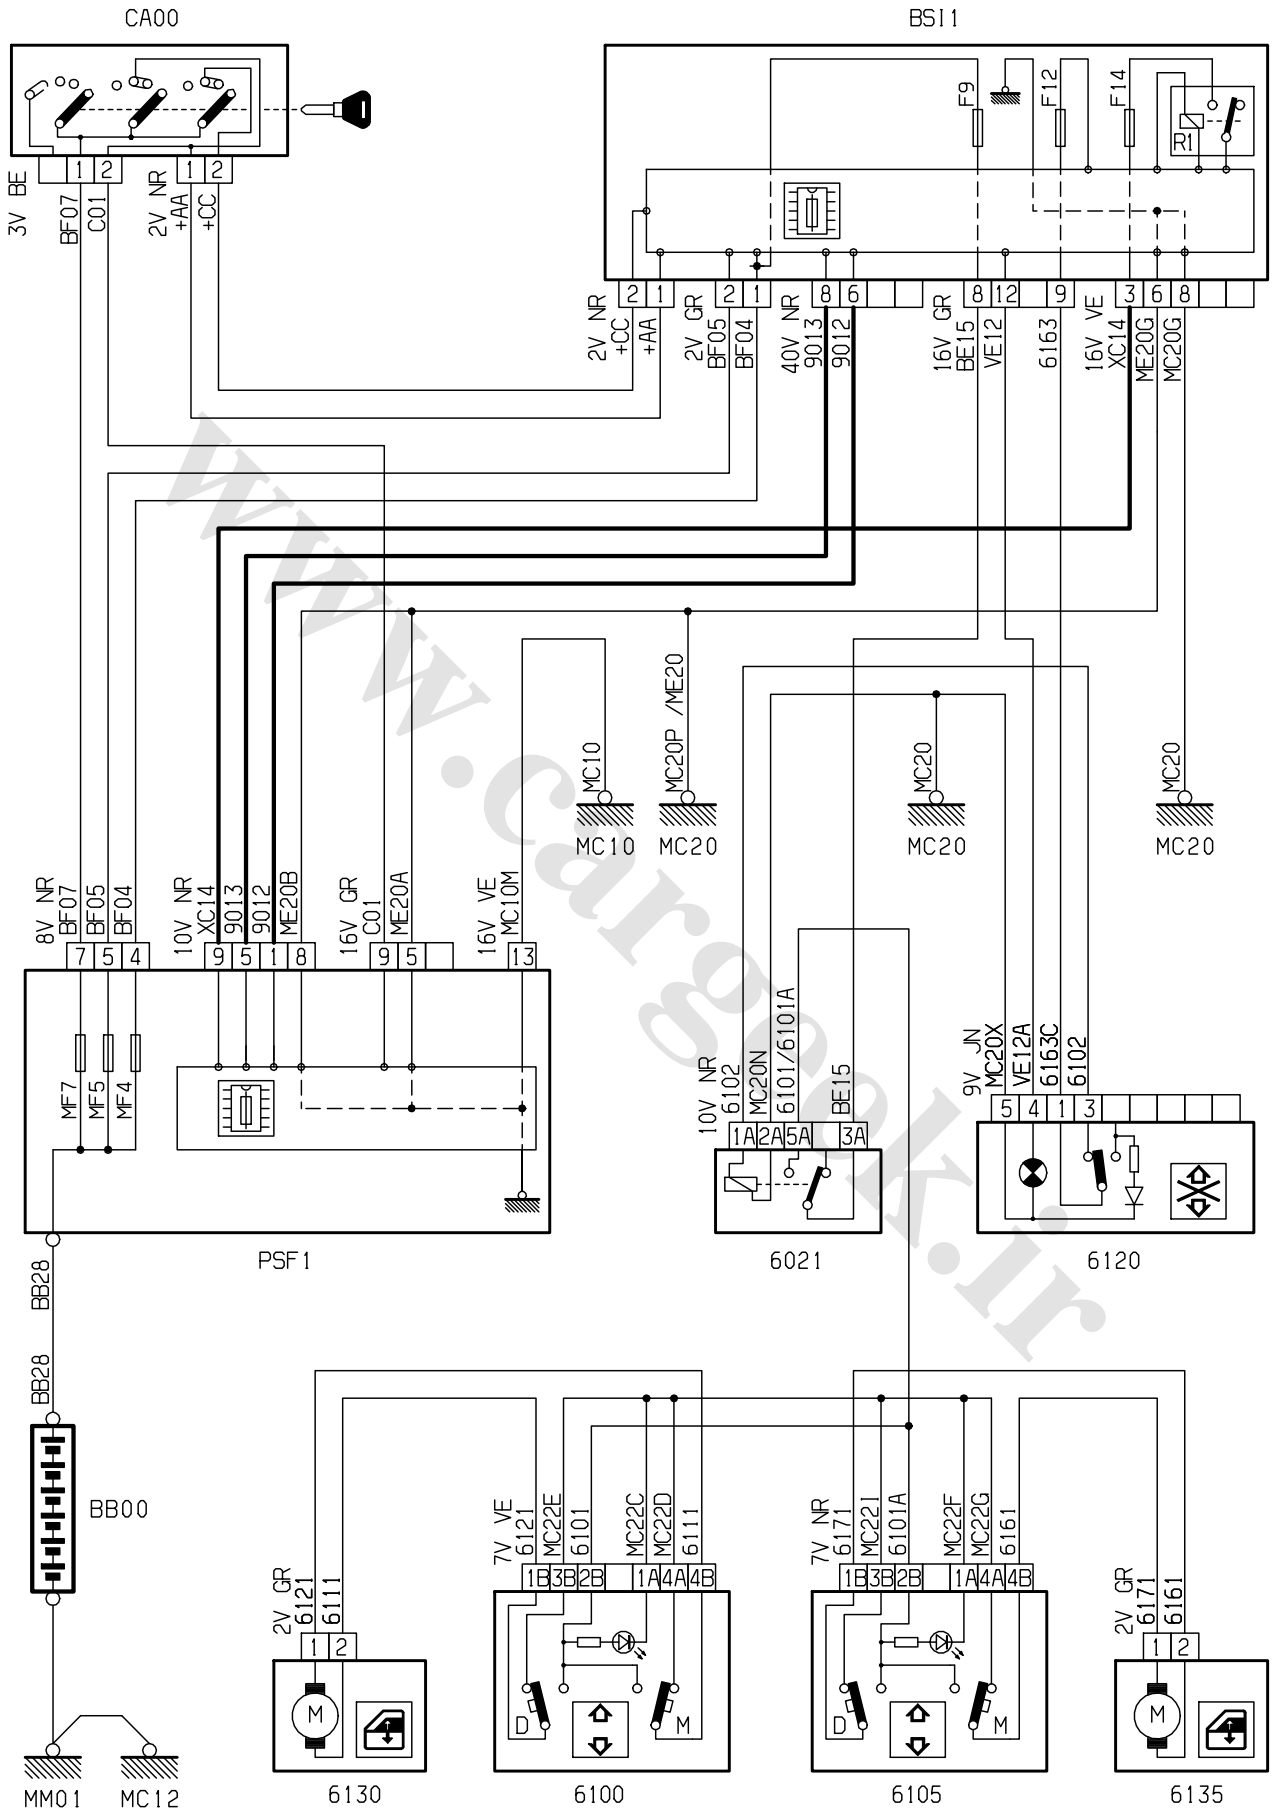 CA00
BSI1
F9
F12
F14
R1
1 2 1 2
3V BE
BF07
C01
2V NR
+AA
+CC
2 1 2 1 8 6 8 12 9 3 6 8
2V NR
+CC
+AA
2V GR
BF05
BF04
40V NR
9013
9012
16V GR
BE15
VE12
6163
16V VE
XC14
ME20G
MC20G
www.cargeek.ir
MC10
MC20P /ME20
MC20
MC20
MC10
MC20
MC20
MC20
8V NR
BF07
BF05
BF04
10V NR
XC14
9013
9012
ME20B
16V GR
C01
ME20A
16V VE
MC10M
7 5 4 9 5 1 8 9 5 13
MF7
MF5
MF4
PSF1
10V NR
6102
MC20N
6101/6101A
BE15
1A 2A 5A 3A
6021
9V JN
MC20X
VE12A
6163C
6102
5 4 1 3
6120
BB28
BB28
BB00
MM01
MC12
2V GR
6121
6111
1 2
M
6130
7V VE
6121
MC22E
6101
MC22C
MC22D
6111
1B 3B 2B 1A 4A 4B
D
M
6100
7V NR
6171
MC22I
6101A
MC22F
MC22G
6161
1B 3B 2B 1A 4A 4B
D
M
6105
2V GR
6171
6161
1 2
M
6135